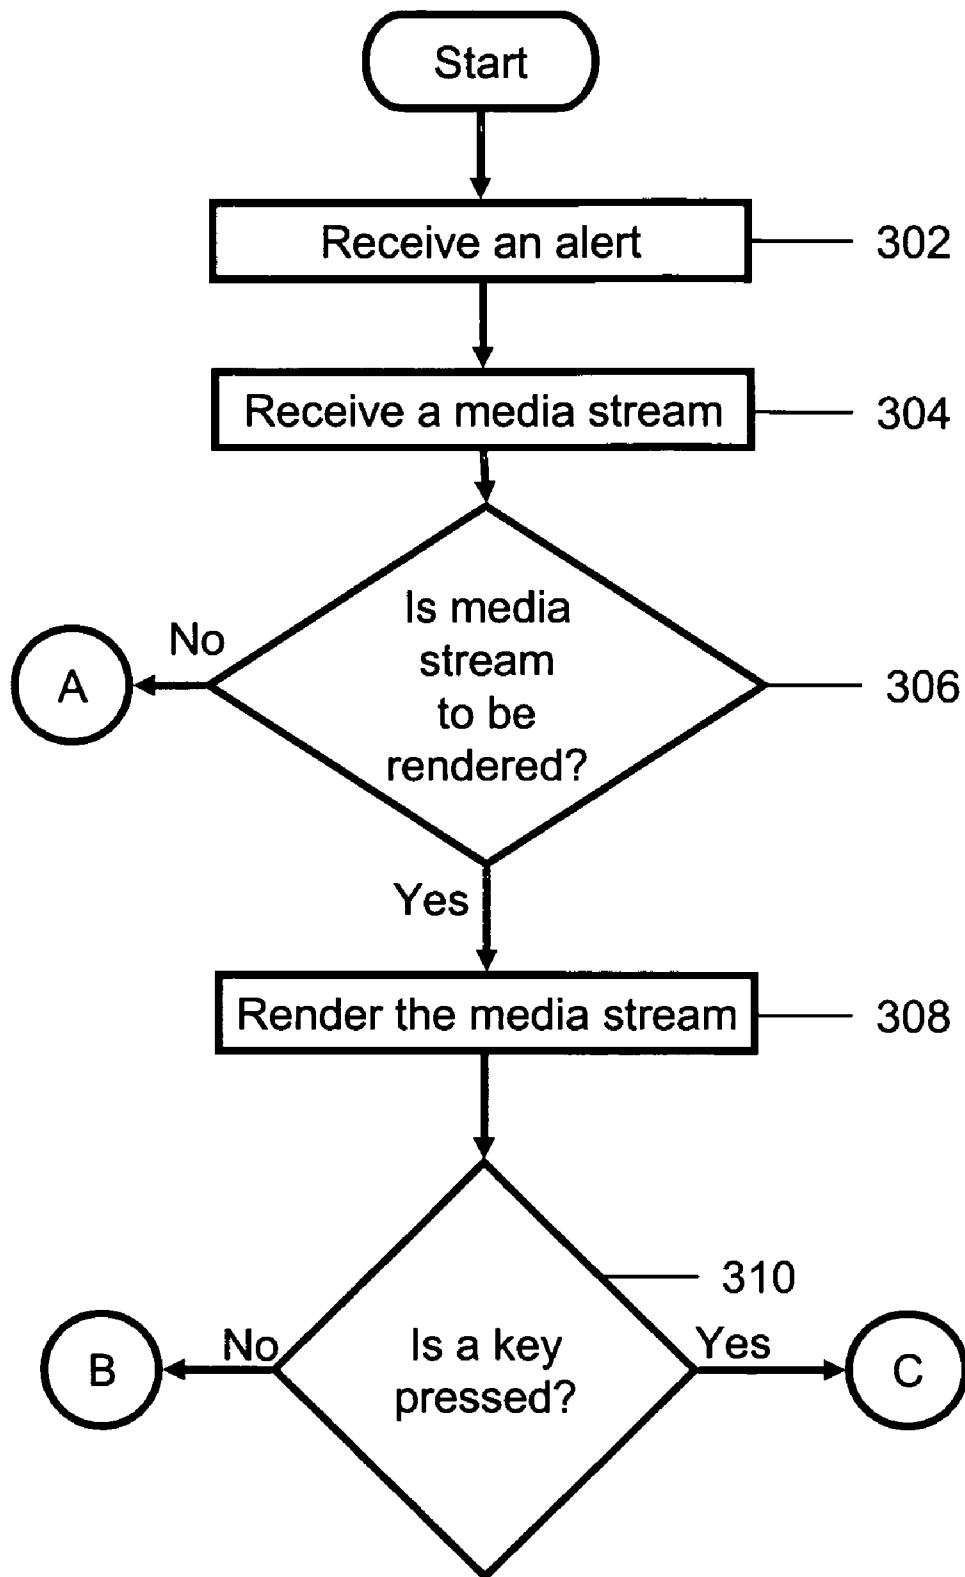 Start
Receive an alert
302
Receive a media stream
304
Is media
stream
to be
rendered?
No
A
306
Yes
Render the media stream
308
310
Is a key
pressed?
No
B
Yes
C